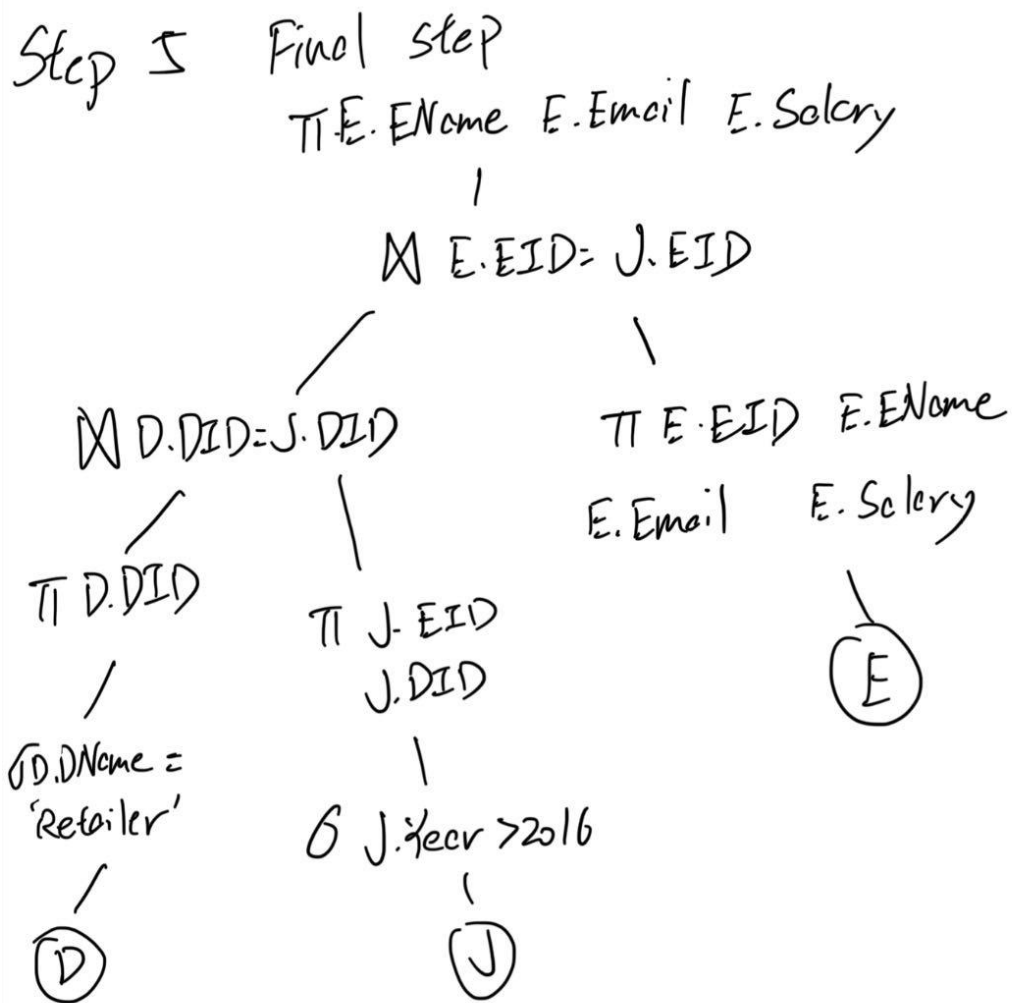 Step 5 Final step
π E.EName E.Email E.Salary
⋈ E.EID = J.EID
⋈ D.DID = J.DID
π E.EID E.EName
E.Email E.Salary
π D.DID
π J.EID
J.DID
E
σ D.DName =
'Retailer'
σ J.Year >2016
D
J